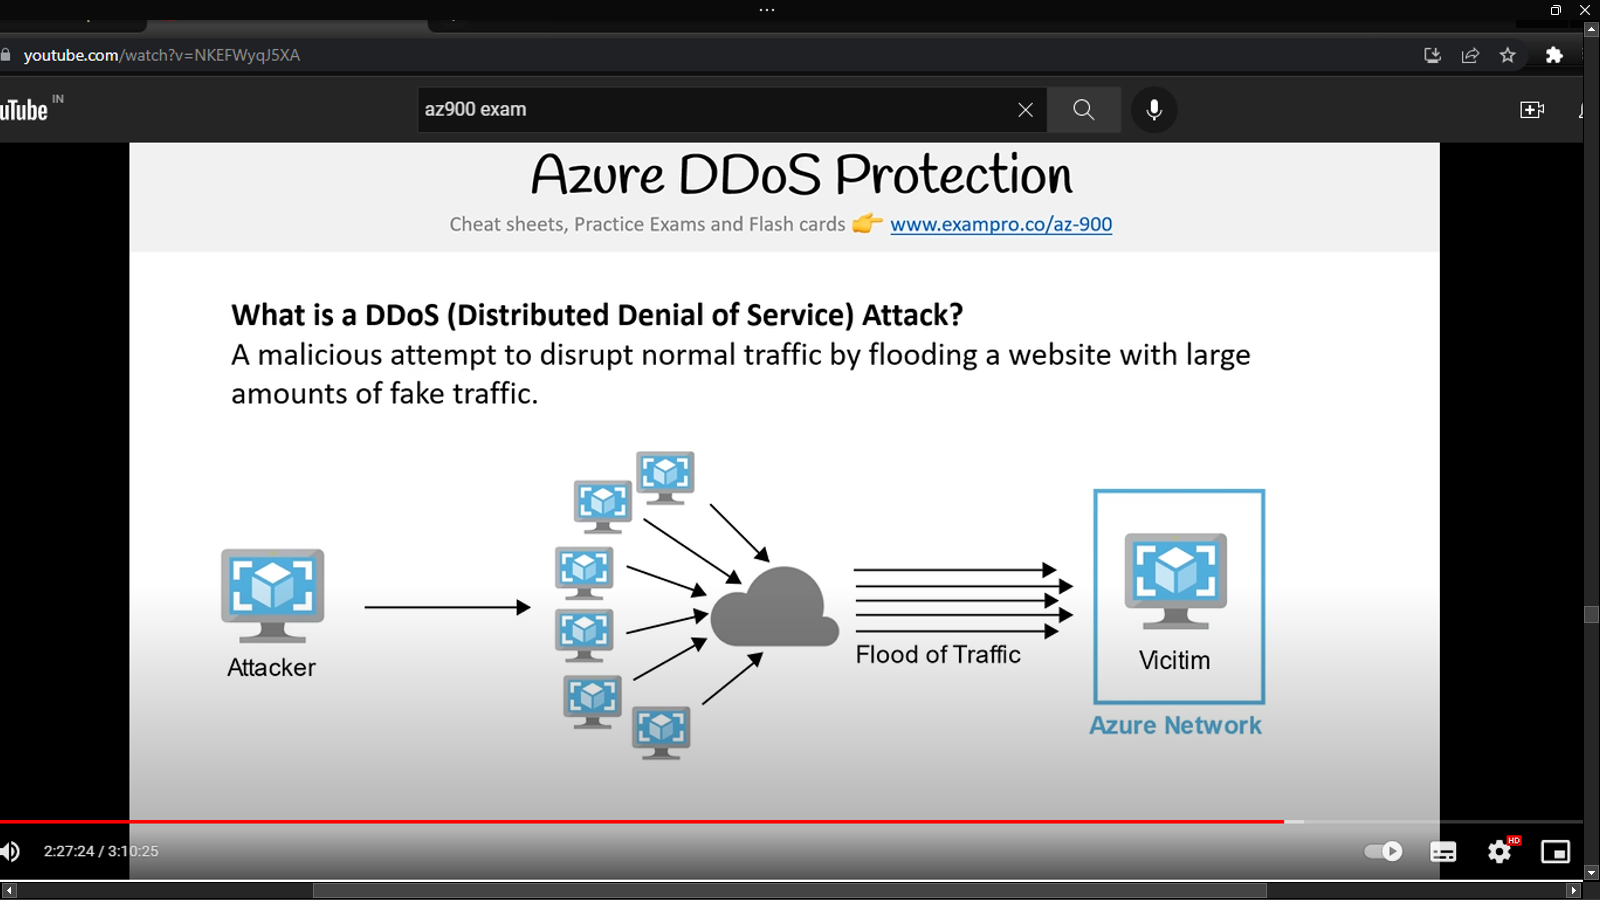 youtube.com/watch?v=NKEFWyqJ5XA
uTube IN
az900 exam
Azure DDoS Protection
Cheat sheets, Practice Exams and Flash cards 👉 www.exampro.co/az-900
What is a DDoS (Distributed Denial of Service) Attack?
A malicious attempt to disrupt normal traffic by flooding a website with large
amounts of fake traffic.
Attacker
Flood of Traffic
Vicitim
Azure Network
2:27:24 / 3:10:25
HD